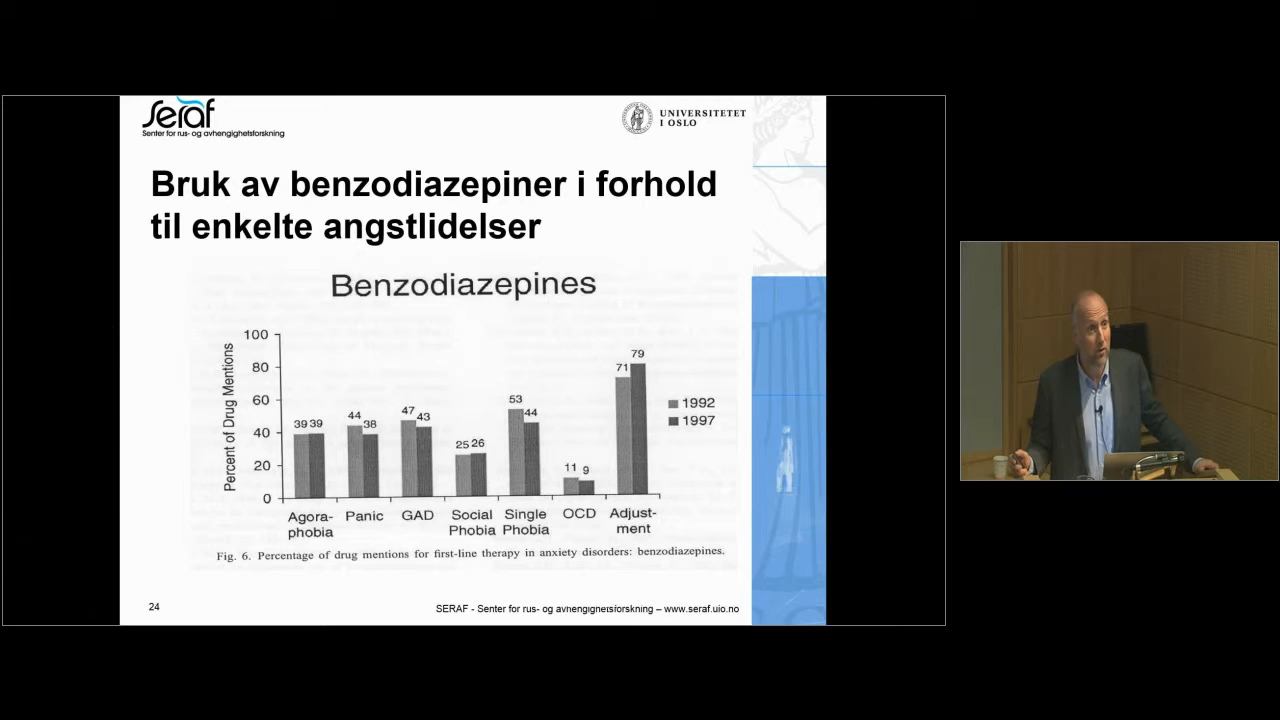 Seraf
Senter for rus- og avhengighetsforskning
UNIVERSITETET
I OSLO
Bruk av benzodiazepiner i forhold
til enkelte angstlidelser
Benzodiazepines
Percent of Drug Mentions
100
80
60
40
20
0
39 39
44 38
47 43
25 26
53 44
11 9
71 79
1992
1997
Agora-
phobia
Panic
GAD
Social
Phobia
Single
Phobia
OCD
Adjust-
ment
Fig. 6. Percentage of drug mentions for first-line therapy in anxiety disorders: benzodiazepines.
24
SERAF - Senter for rus- og avhengighetsforskning – www.seraf.uio.no